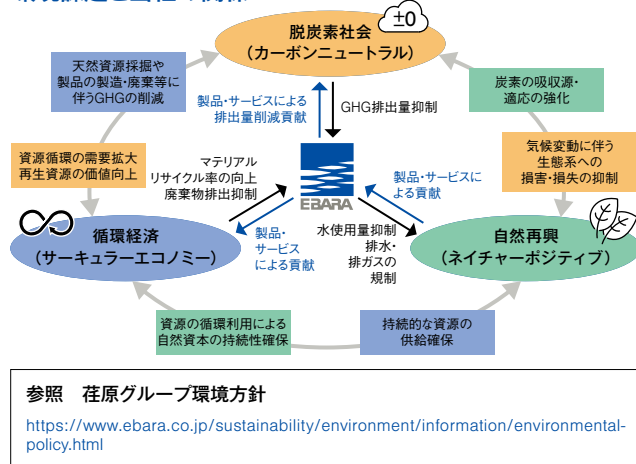 ±0
脱炭素社会
（カーボンニュートラル）
天然資源採掘や
製品の製造・廃棄等に
伴うGHGの削減
炭素の吸収源・
適応の強化
製品・サービスによる
排出量削減貢献
GHG排出量抑制
資源循環の需要拡大
再生資源の価値向上
マテリアル
リサイクル率の向上
廃棄物排出抑制
EBARA
製品・サービスに
よる貢献
気候変動に伴う
生態系への
損害・損失の抑制
循環経済
（サーキュラーエコノミー）
製品・
サービス
による貢献
水使用量抑制
排水・
排ガスの
規制
自然再興
（ネイチャーポジティブ）
資源の循環利用による
自然資本の持続性確保
持続的な資源の
供給確保
参照　荏原グループ環境方針
https://www.ebara.co.jp/sustainability/environment/information/environmental-
policy.html